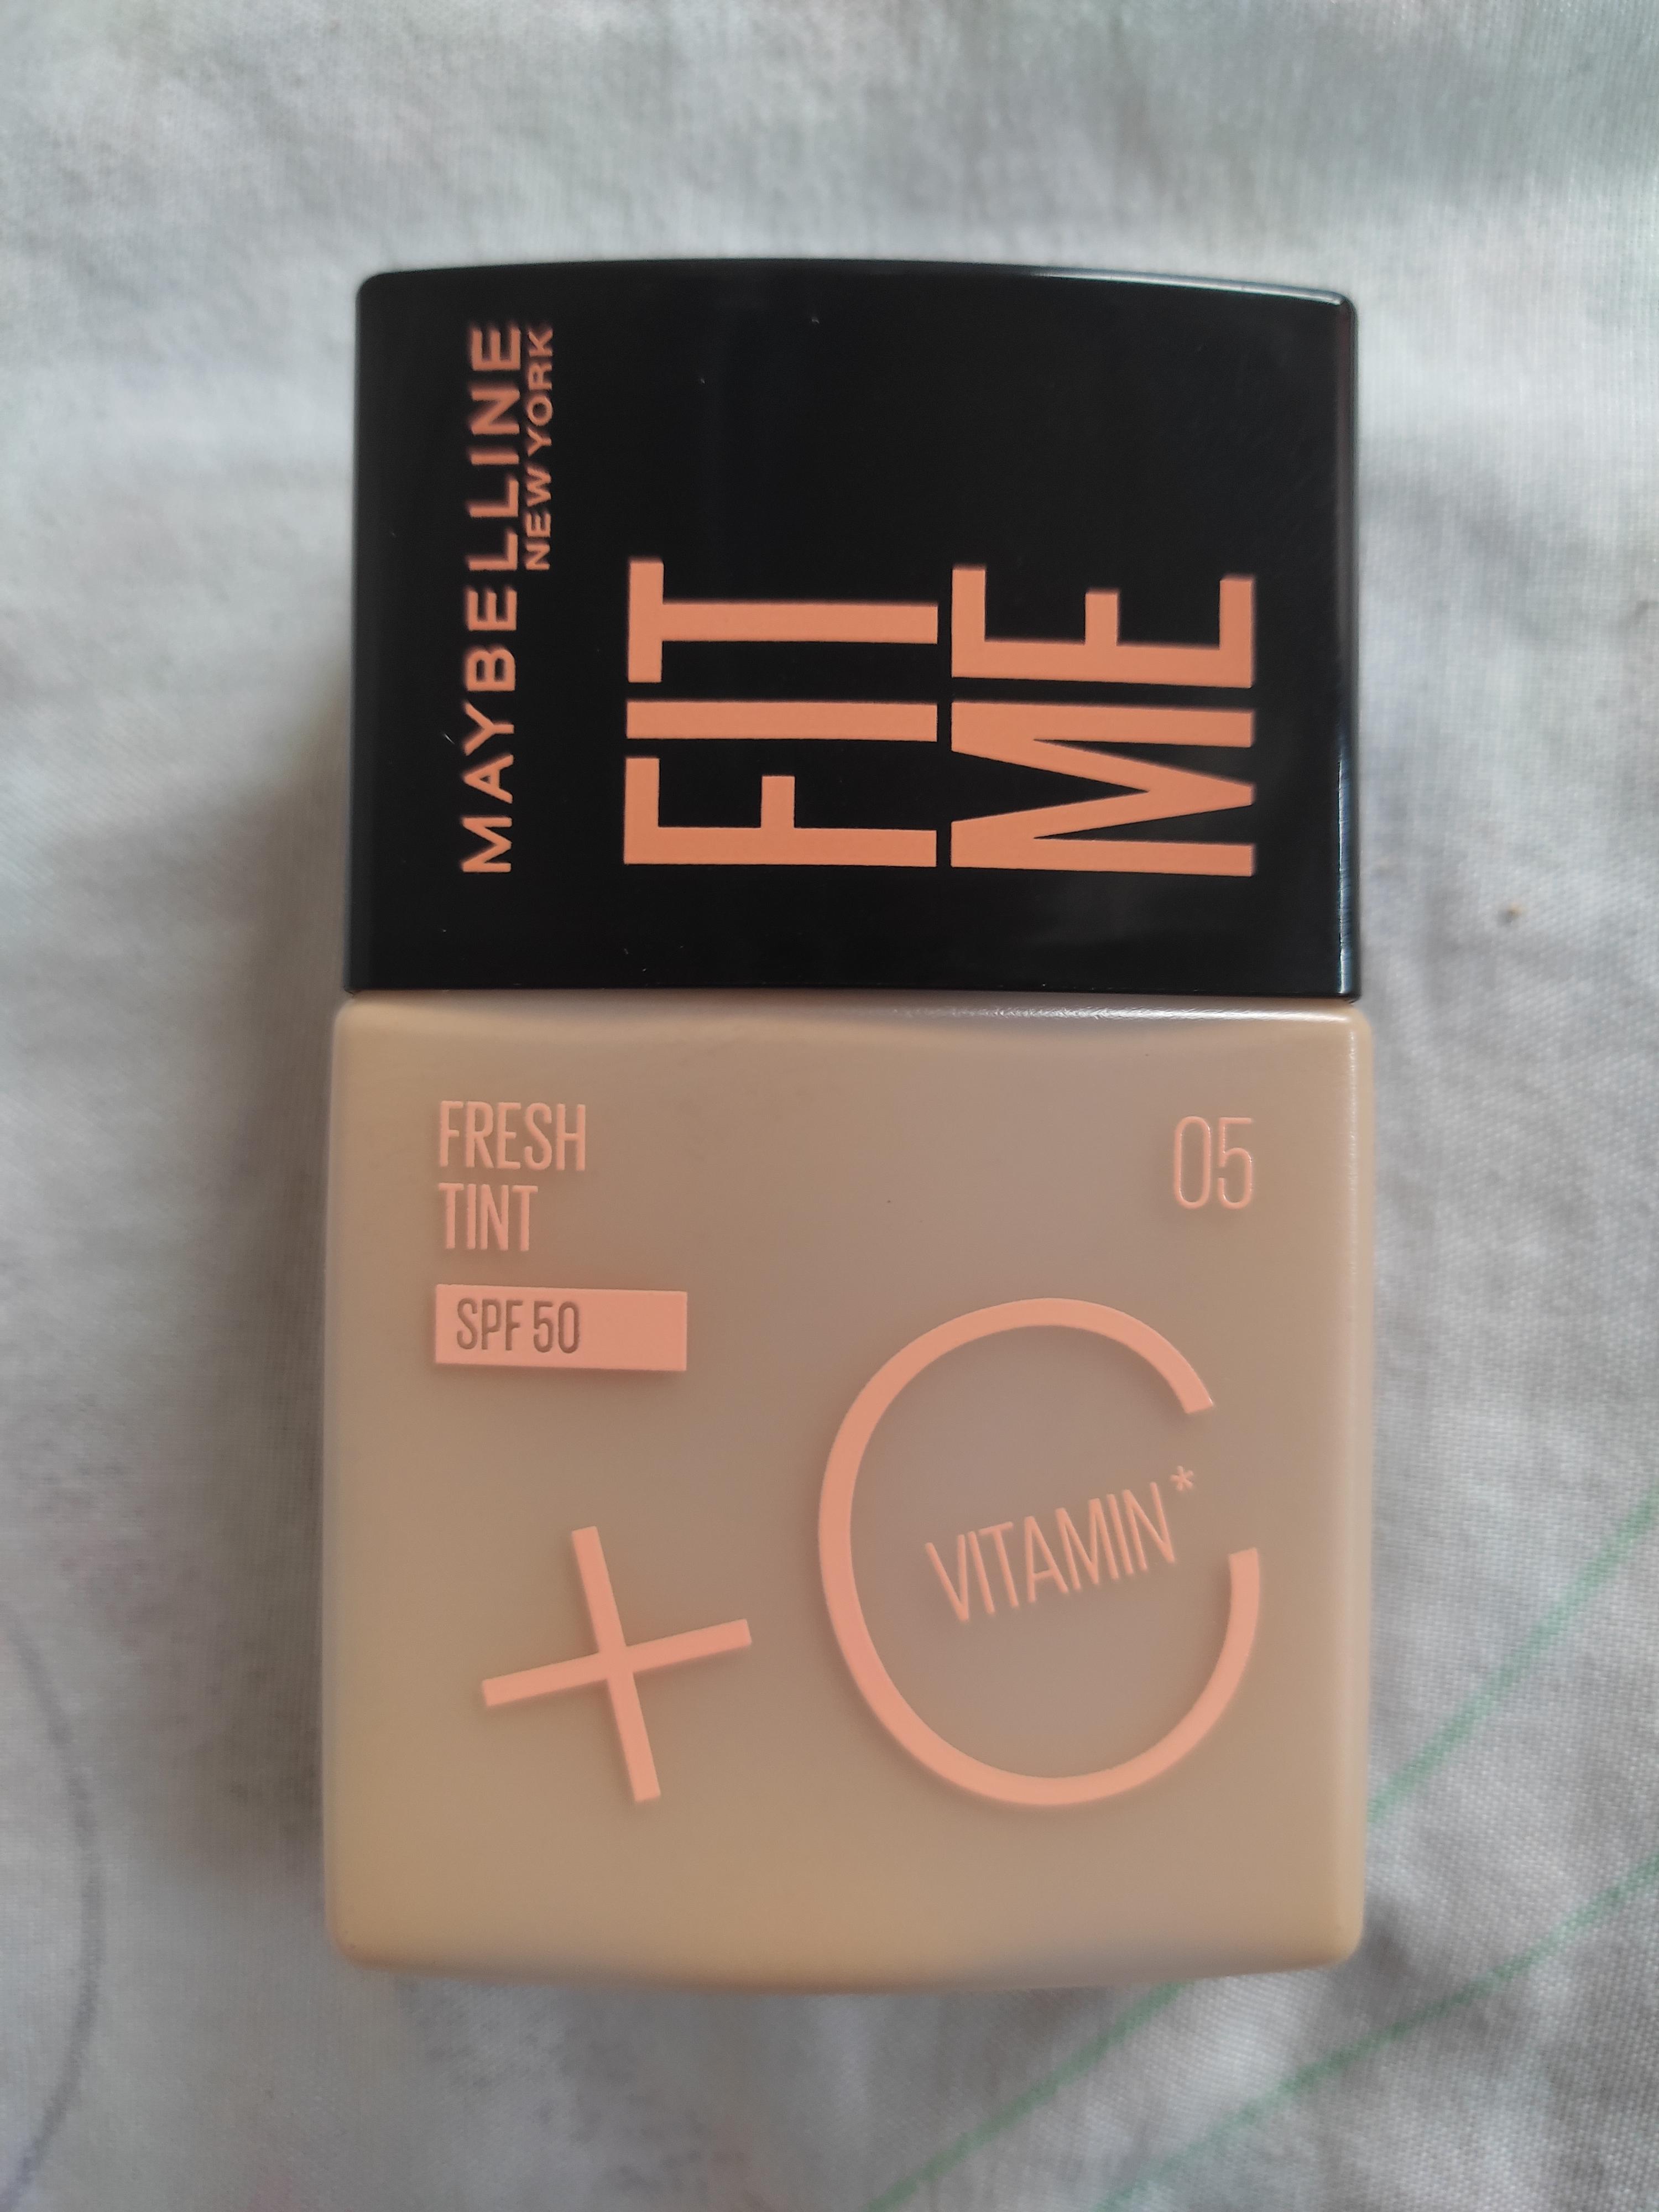 MAYBELLINE
NEW YORK
FIT
ME
FRESH
TINT
SPF 50
05
+ C
VITAMIN*